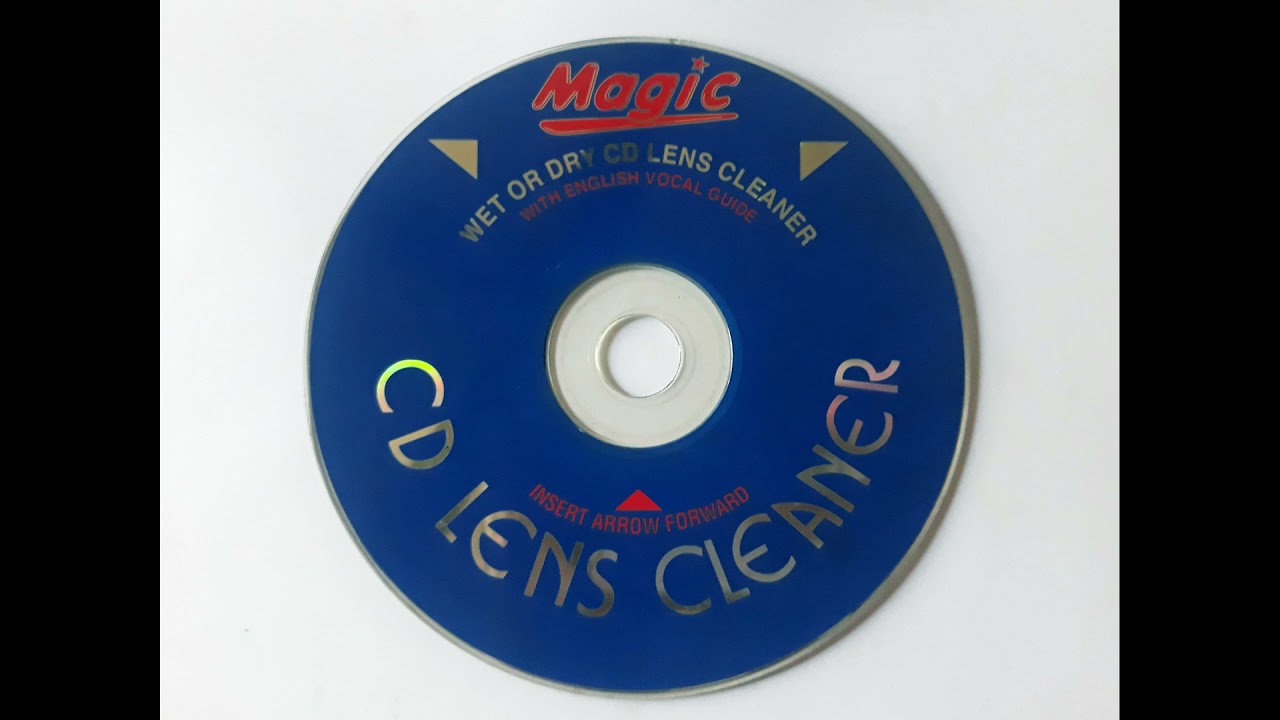 Magic
WET OR DRY CD LENS CLEANER
WITH ENGLISH VOCAL GUIDE
INSERT ARROW FORWARD
CD LENS CLEANER